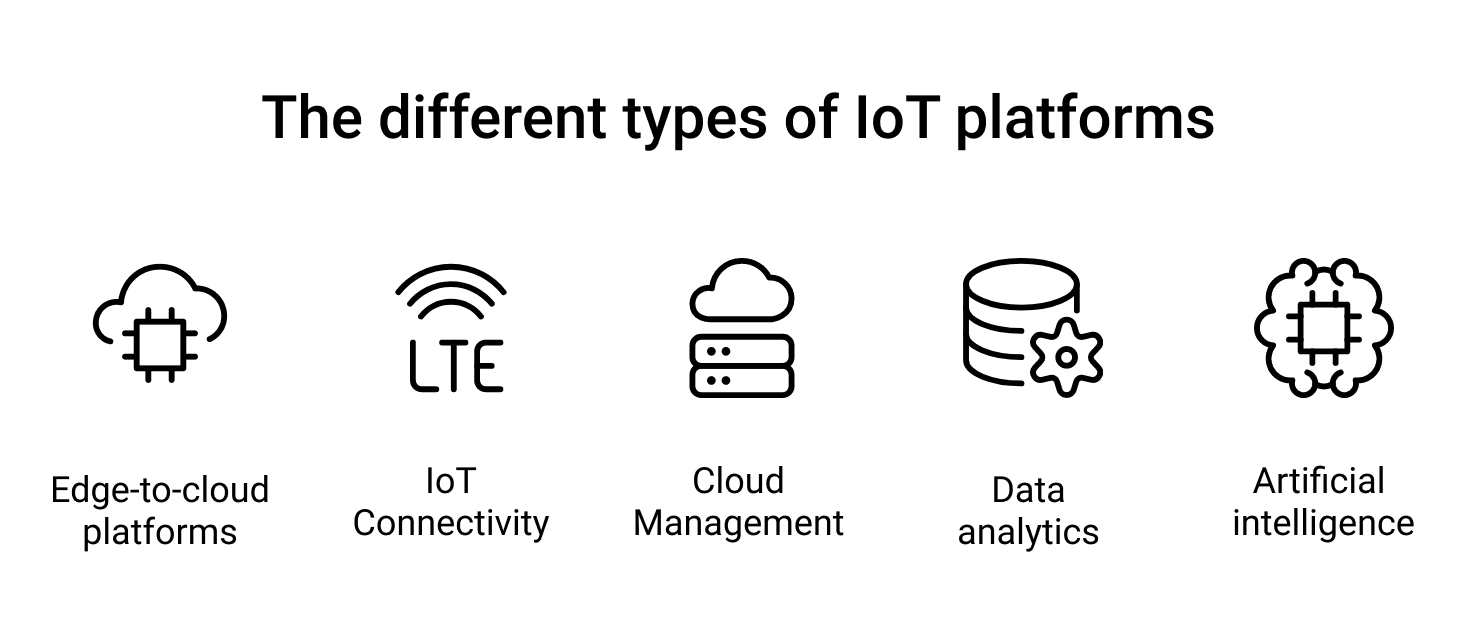 The different types of IoT platforms
LTE
Edge-to-cloud
platforms
IoT
Connectivity
Cloud
Management
Data
analytics
Artificial
intelligence